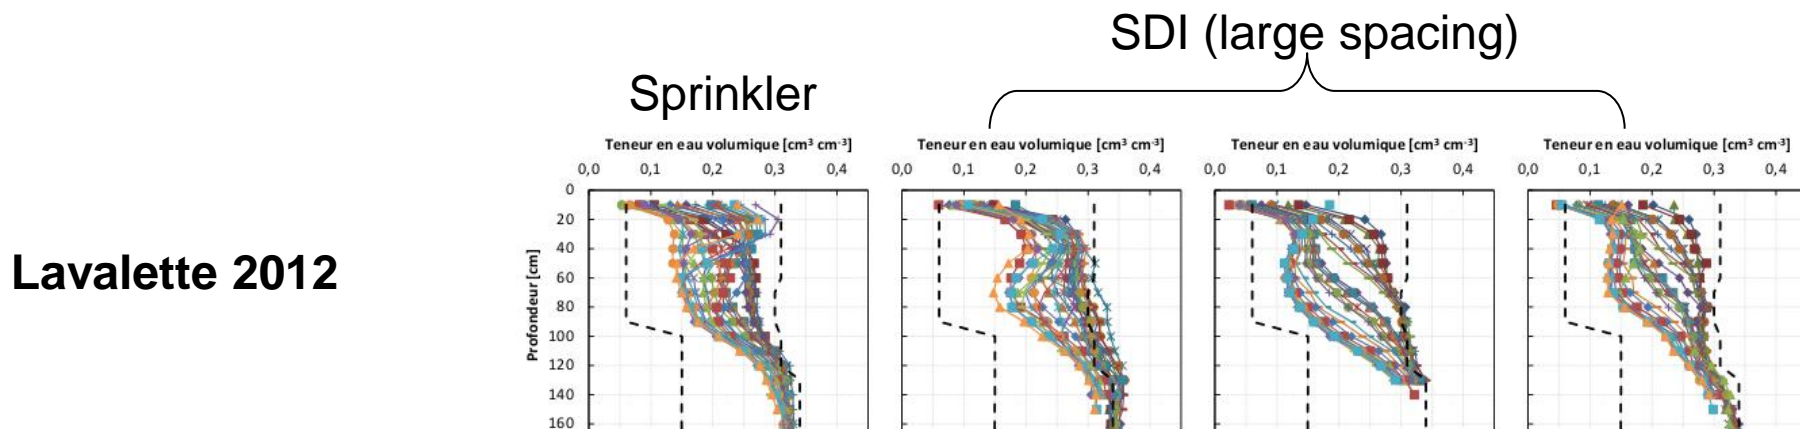 SDI (large spacing)
Sprinkler
Teneur en eau volumique [cm³ cm⁻³] Teneur en eau volumique [cm³ cm⁻³] Teneur en eau volumique [cm³ cm⁻³] Teneur en eau volumique [cm³ cm⁻³]
0,0 0,1 0,2 0,3 0,4 0,0 0,1 0,2 0,3 0,4 0,0 0,1 0,2 0,3 0,4 0,0 0,1 0,2 0,3 0,4
0
20
40
60
80
100
120
140
160
Profondeur [cm]
Lavalette 2012